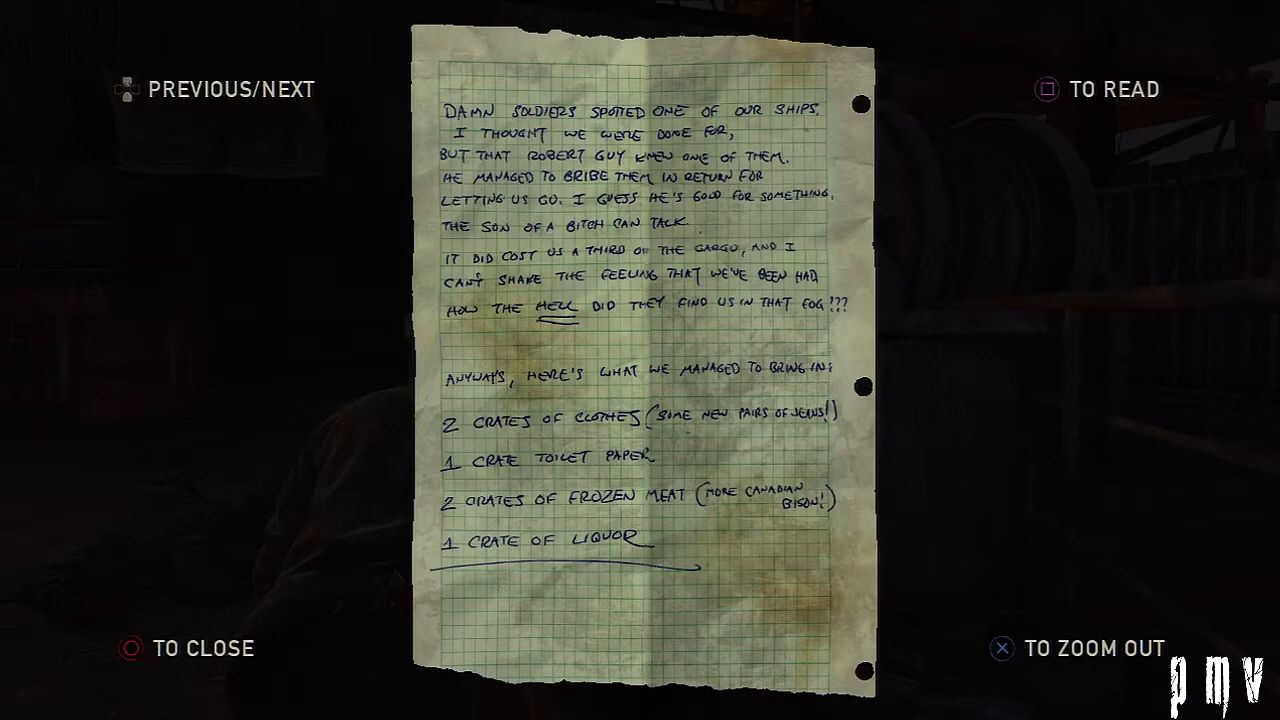 PREVIOUS/NEXT
TO READ
DAMN SOLDIERS SPOTTED ONE OF OUR SHIPS.
I THOUGHT WE WERE DONE FOR,
BUT THAT ROBERT GUY KNEW ONE OF THEM.
HE MANAGED TO BRIBE THEM IN RETURN FOR
LETTING US GO. I GUESS HE'S GOOD FOR SOMETHING.
THE SON OF A BITCH CAN TALK.
IT DID COST US A THIRD OF THE CARGO, AND I
CAN'T SHAKE THE FEELING THAT WE'VE BEEN HAD
HOW THE HELL DID THEY FIND US IN THAT FOG!???
ANYWAYS, HERE'S WHAT WE MANAGED TO BRING IN:
2 CRATES OF CLOTHES (SOME NEW PAIRS OF JEANS!)
1 CRATE TOILET PAPER
2 CRATES OF FROZEN MEAT (MORE CANADIAN
BISON!)
1 CRATE OF LIQUOR
TO CLOSE
TO ZOOM OUT
pmv